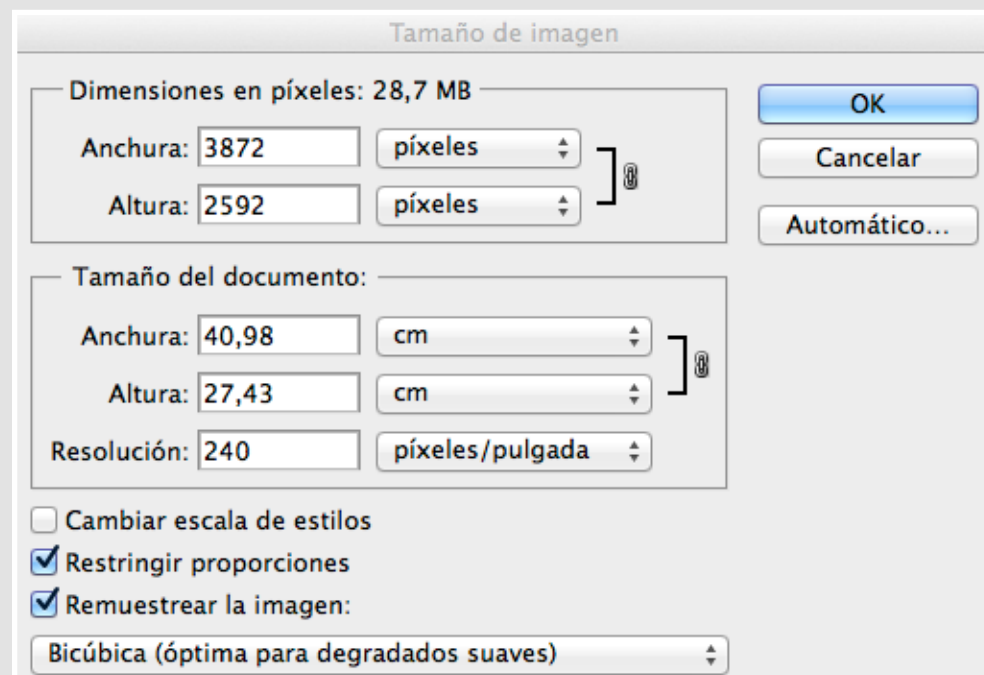 Tamaño de imagen
Dimensiones en píxeles: 28,7 MB
OK
Anchura: 3872 píxeles
Cancelar
Altura: 2592 píxeles
Automático...
Tamaño del documento:
Anchura: 40,98 cm
Altura: 27,43 cm
Resolución: 240 píxeles/pulgada
Cambiar escala de estilos
Restringir proporciones
Remuestrear la imagen:
Bicúbica (óptima para degradados suaves)